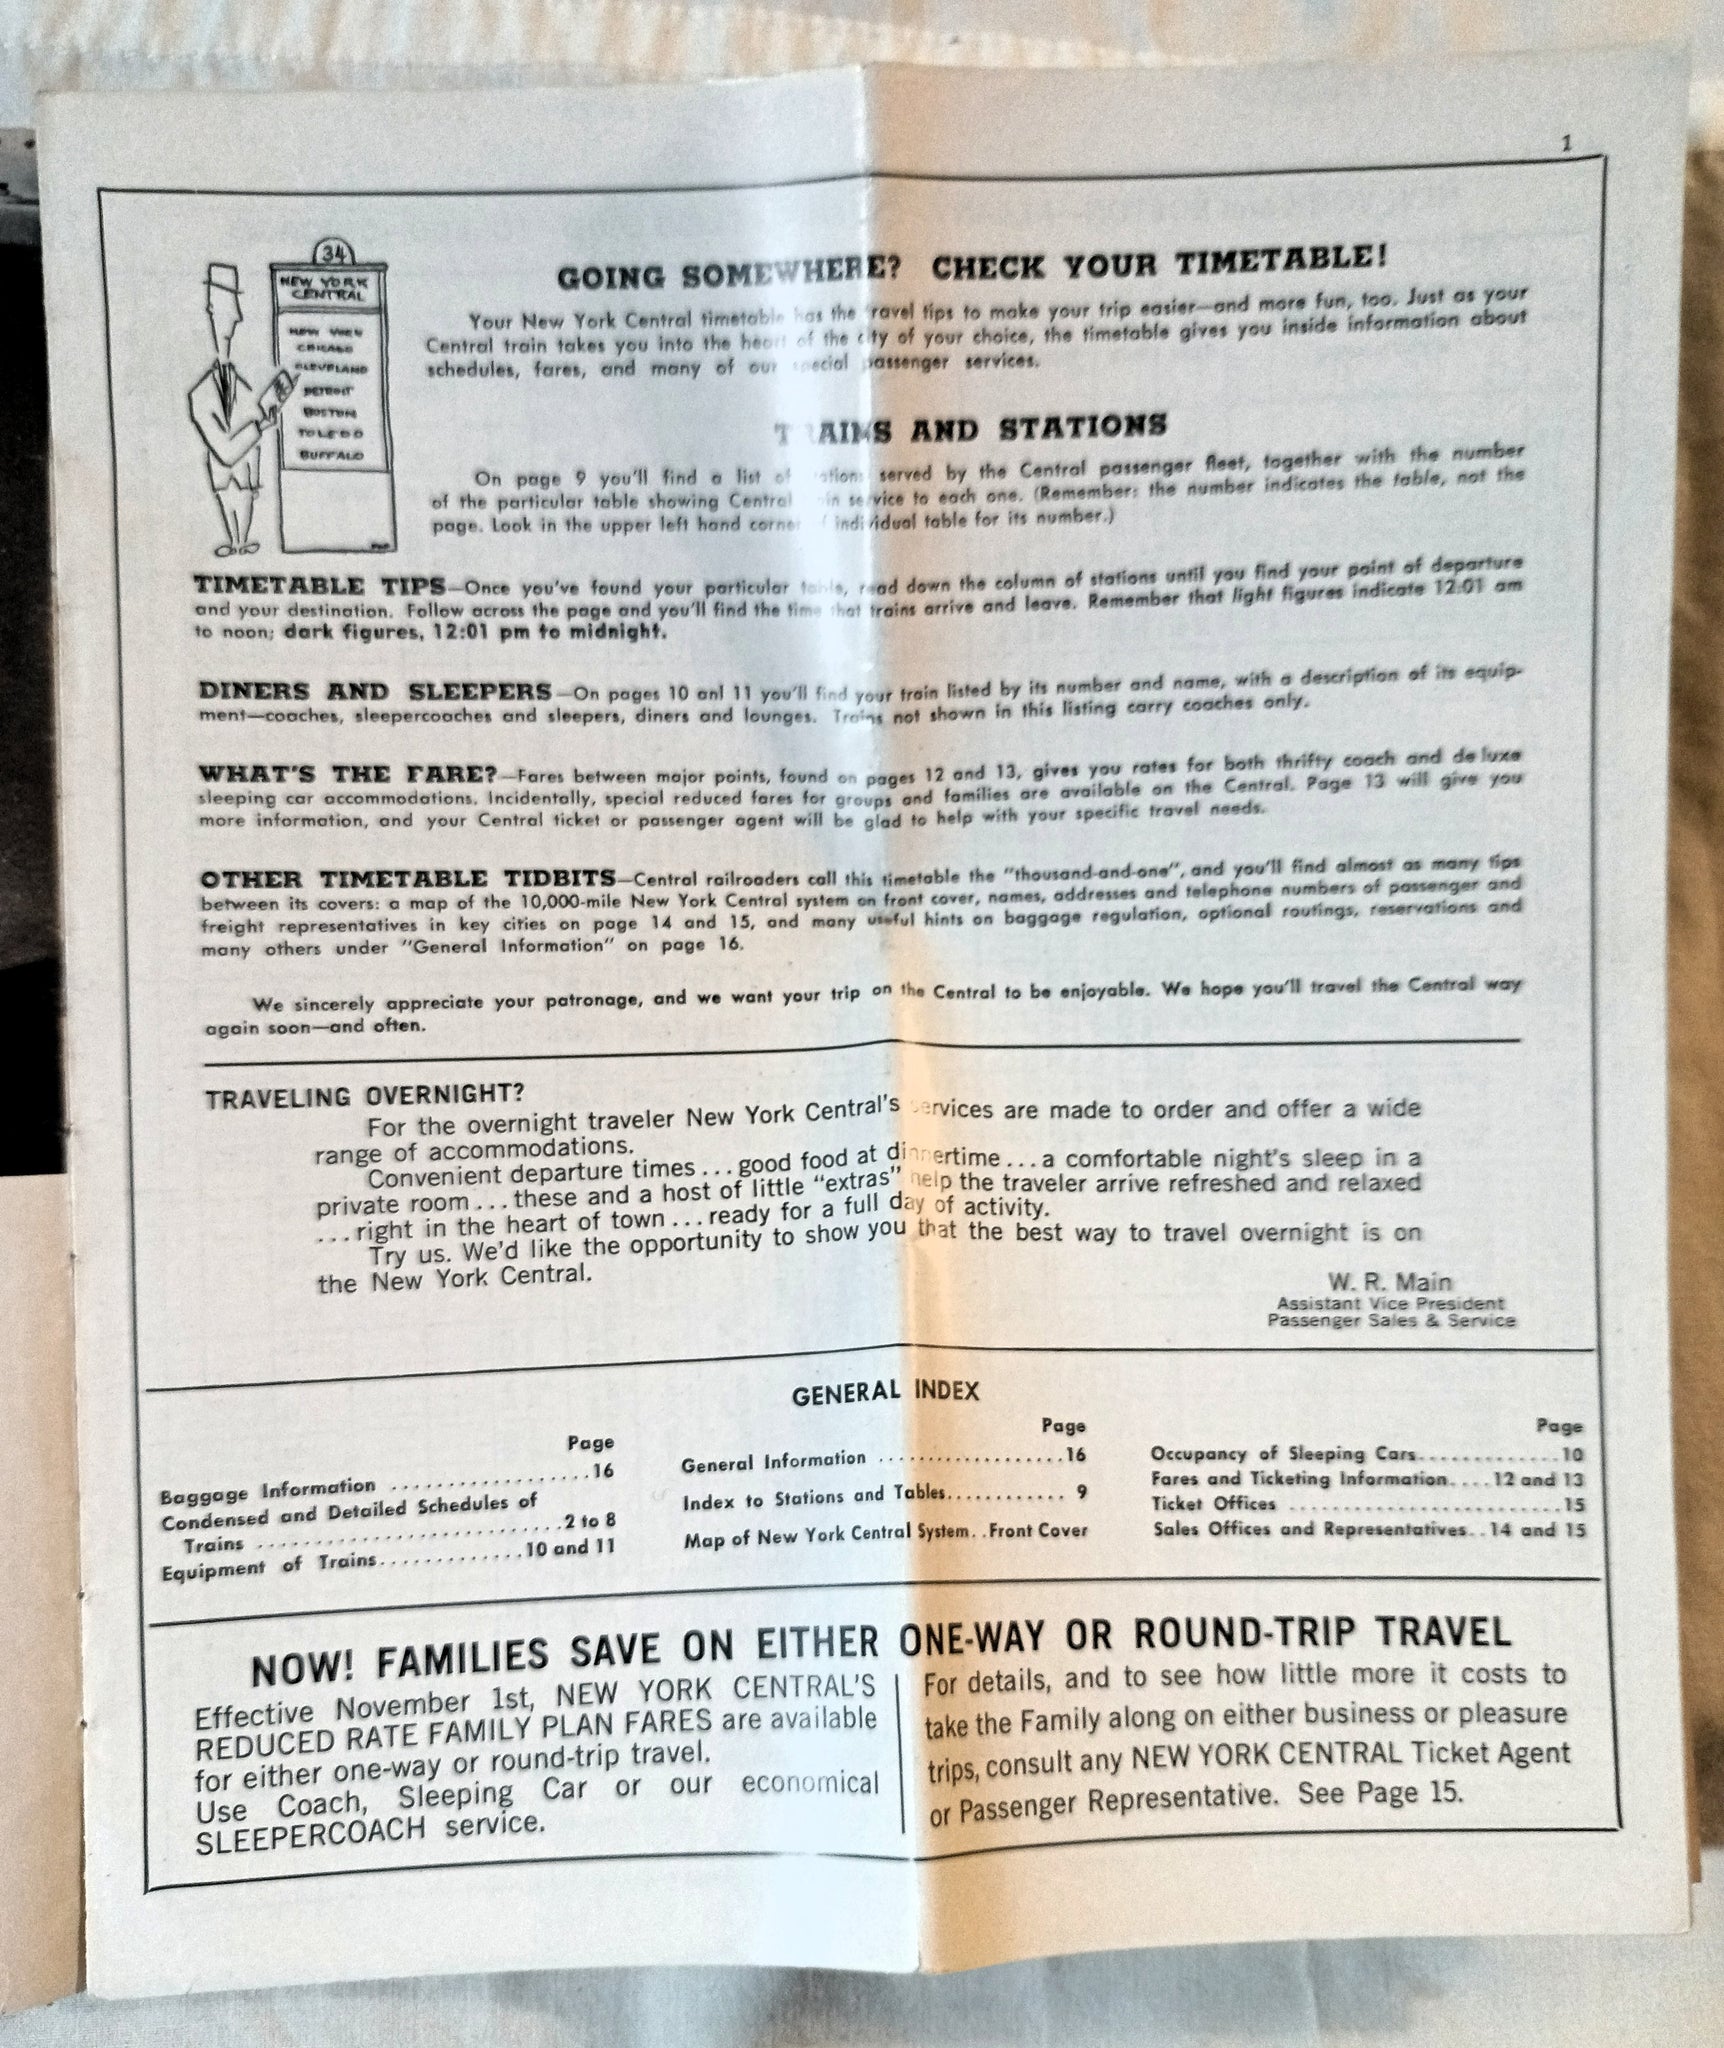 1
34
NEW YORK
CENTRAL
NEW YORK
CHICAGO
CLEVELAND
DETROIT
BOSTON
TOLEDO
BUFFALO
GOING SOMEWHERE? CHECK YOUR TIMETABLE!
Your New York Central timetable has the travel tips to make your trip easier—and more fun, too. Just as your
Central train takes you into the heart of the city of your choice, the timetable gives you inside information about
schedules, fares, and many of our special passenger services.
TRAINS AND STATIONS
On page 9 you'll find a list of stations served by the Central passenger fleet, together with the number
of the particular table showing Central train service to each one. (Remember: the number indicates the table, not the
page. Look in the upper left hand corner of individual table for its number.)
TIMETABLE TIPS—Once you've found your particular table, read down the column of stations until you find your point of departure
and your destination. Follow across the page and you'll find the time that trains arrive and leave. Remember that light figures indicate 12:01 am
to noon; dark figures, 12:01 pm to midnight.
DINERS AND SLEEPERS—On pages 10 anl 11 you'll find your train listed by its number and name, with a description of its equip-
ment—coaches, sleepercoaches and sleepers, diners and lounges. Trains not shown in this listing carry coaches only.
WHAT'S THE FARE?—Fares between major points, found on pages 12 and 13, gives you rates for both thrifty coach and de luxe
sleeping car accommodations. Incidentally, special reduced fares for groups and families are available on the Central. Page 13 will give you
more information, and your Central ticket or passenger agent will be glad to help with your specific travel needs.
OTHER TIMETABLE TIDBITS—Central railroaders call this timetable the "thousand-and-one", and you'll find almost as many tips
between its covers: a map of the 10,000-mile New York Central system on front cover, names, addresses and telephone numbers of passenger and
freight representatives in key cities on page 14 and 15, and many useful hints on baggage regulation, optional routings, reservations and
many others under "General Information" on page 16.
We sincerely appreciate your patronage, and we want your trip on the Central to be enjoyable. We hope you'll travel the Central way
again soon—and often.
TRAVELING OVERNIGHT?
For the overnight traveler New York Central's services are made to order and offer a wide
range of accommodations.
Convenient departure times...good food at dinnertime...a comfortable night's sleep in a
private room...these and a host of little "extras" help the traveler arrive refreshed and relaxed
...right in the heart of town...ready for a full day of activity.
Try us. We'd like the opportunity to show you that the best way to travel overnight is on
the New York Central.
W. R. Main
Assistant Vice President
Passenger Sales & Service
GENERAL INDEX
Page
Baggage Information ..............................16
Condensed and Detailed Schedules of
Trains ..............................2 to 8
Equipment of Trains.............10 and 11
Page
General Information ...................16
Index to Stations and Tables............ 9
Map of New York Central System..Front Cover
Page
Occupancy of Sleeping Cars............10
Fares and Ticketing Information....12 and 13
Ticket Offices ..........................15
Sales Offices and Representatives..14 and 15
NOW! FAMILIES SAVE ON EITHER ONE-WAY OR ROUND-TRIP TRAVEL
Effective November 1st, NEW YORK CENTRAL'S
REDUCED RATE FAMILY PLAN FARES are available
for either one-way or round-trip travel.
Use Coach, Sleeping Car or our economical
SLEEPERCOACH service.
For details, and to see how little more it costs to
take the Family along on either business or pleasure
trips, consult any NEW YORK CENTRAL Ticket Agent
or Passenger Representative. See Page 15.